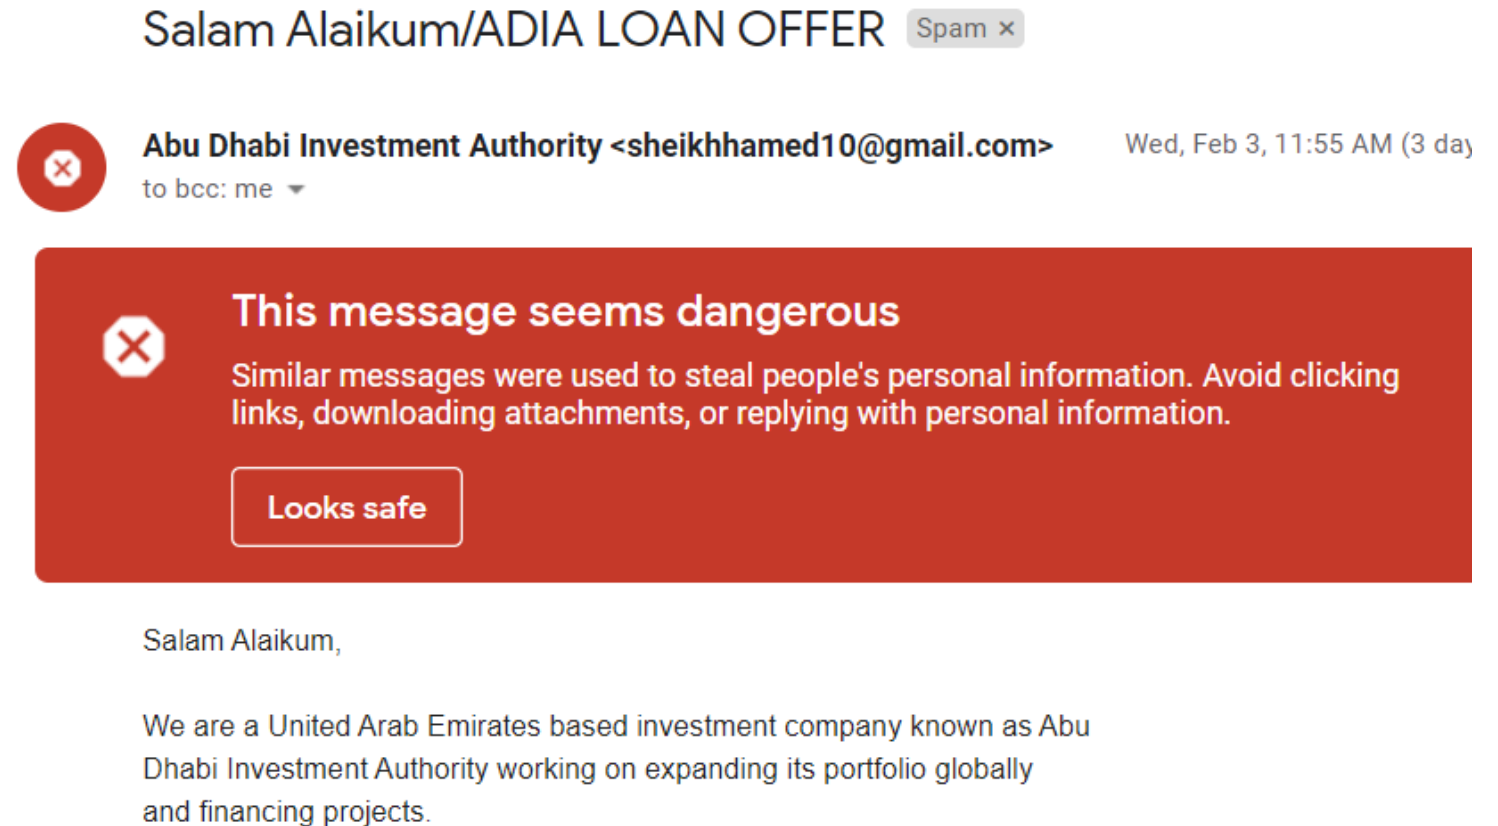 Salam Alaikum/ADIA LOAN OFFER Spam ×
Abu Dhabi Investment Authority <sheikhhamed10@gmail.com> Wed, Feb 3, 11:55 AM (3 day
to bcc: me
This message seems dangerous
Similar messages were used to steal people's personal information. Avoid clicking
links, downloading attachments, or replying with personal information.
Looks safe
Salam Alaikum,
We are a United Arab Emirates based investment company known as Abu
Dhabi Investment Authority working on expanding its portfolio globally
and financing projects.